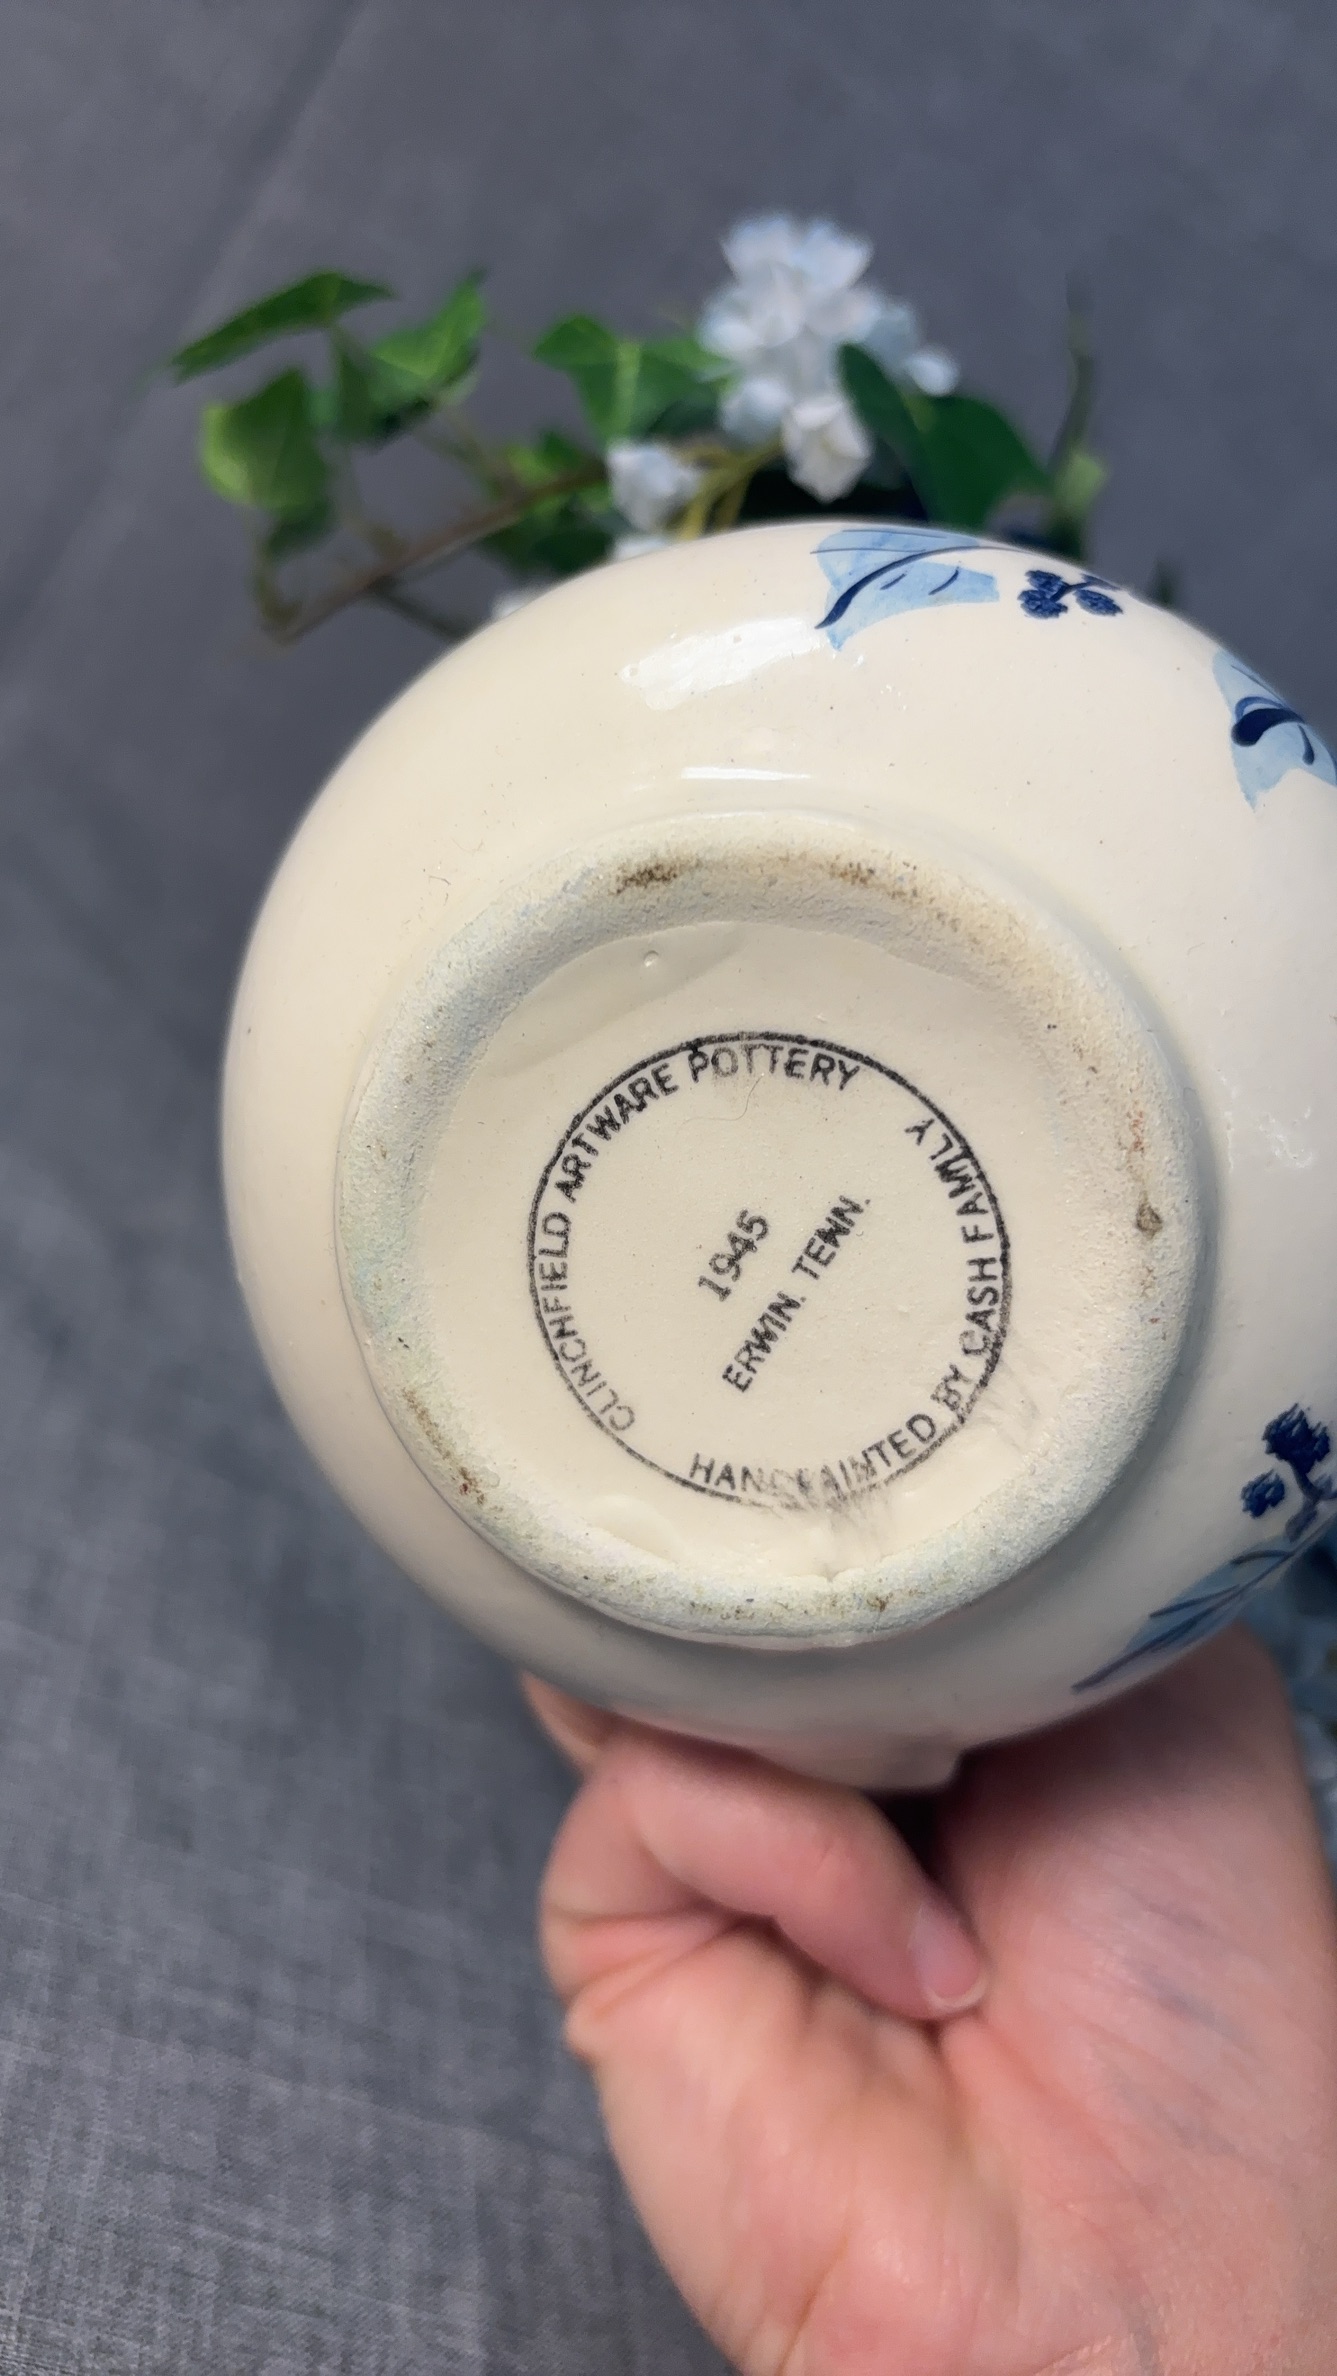 CLINCHFIELD ARTWARE POTTERY
HANDPAINTED BY CASH FAMILY
1945
ERWIN. TENN.